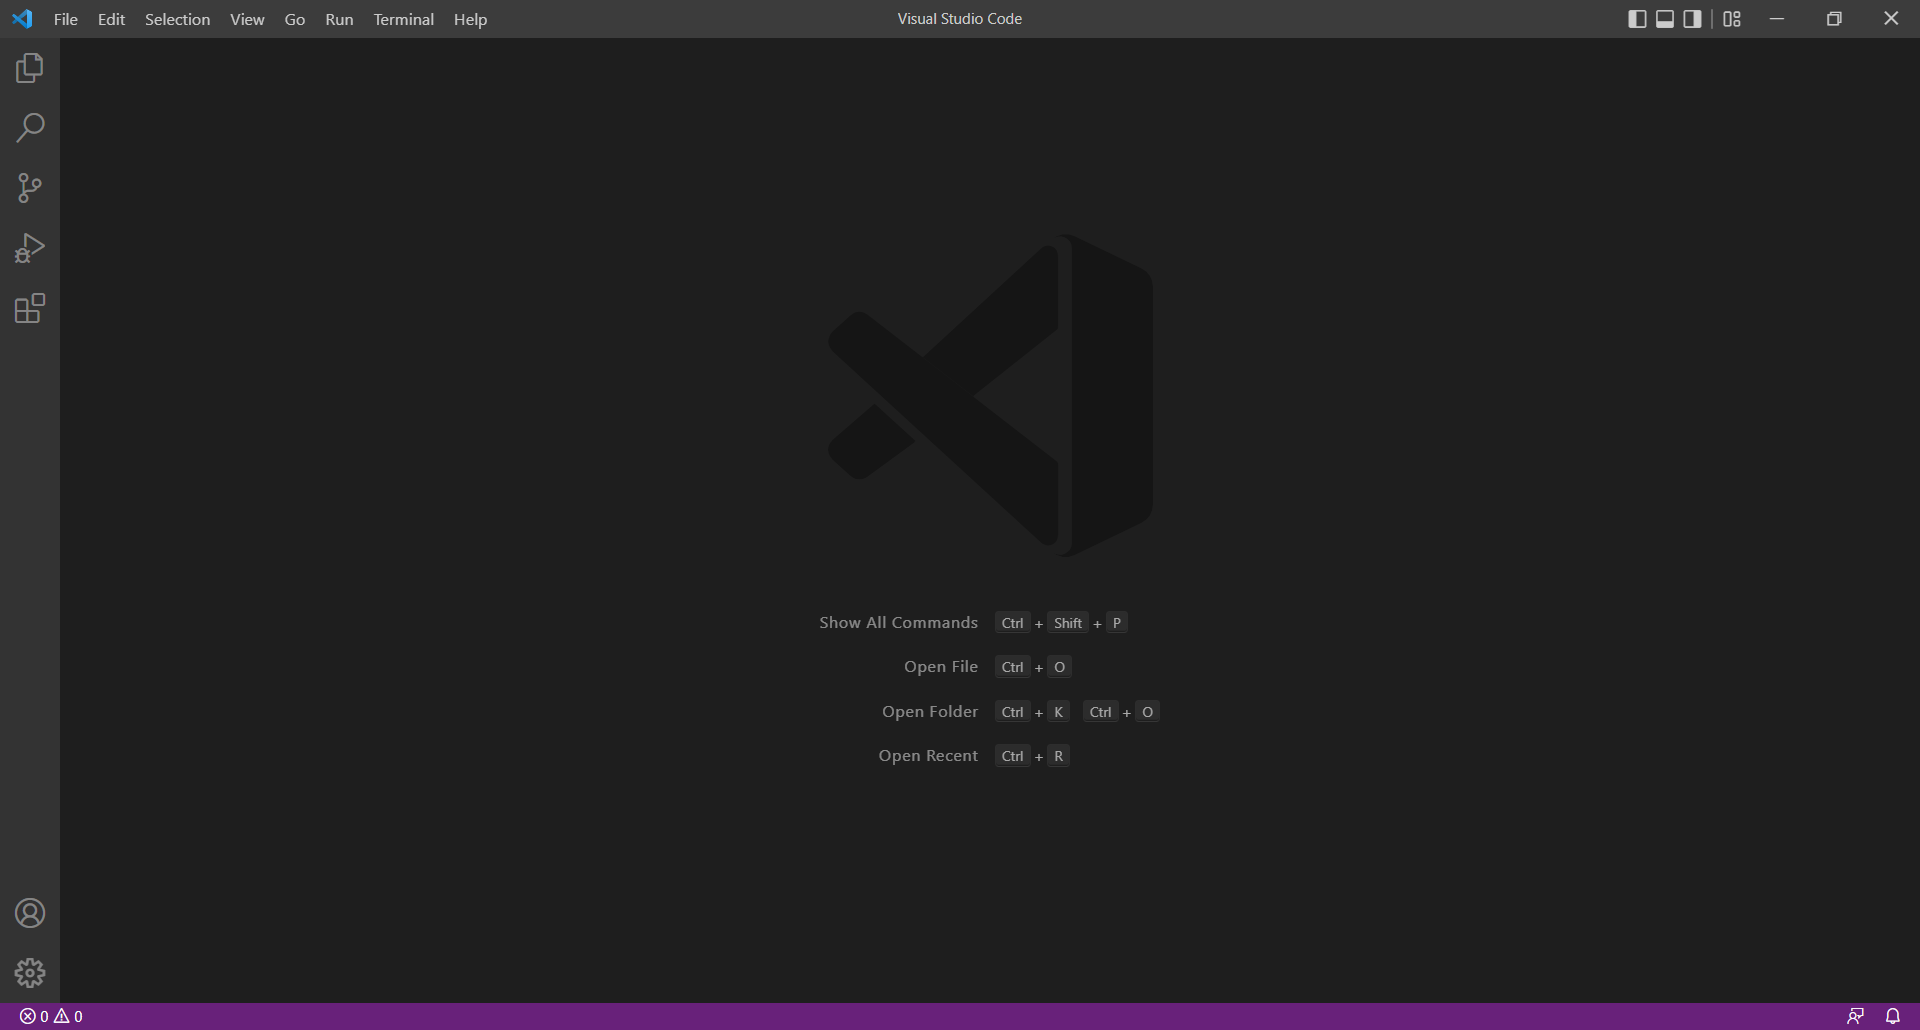 File Edit Selection View Go Run Terminal Help Visual Studio Code
Show All Commands Ctrl + Shift + P
Open File Ctrl + O
Open Folder Ctrl + K Ctrl + O
Open Recent Ctrl + R
0 0